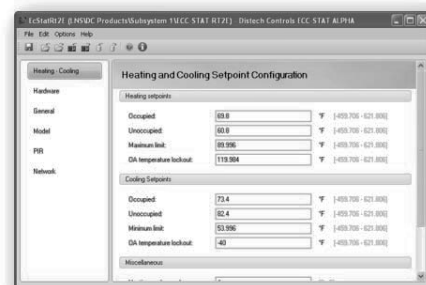 EcStatRt2E (LNS\DC Products\Subsystem 1\ECC STAT RT2E) - Distech Controls ECC STAT ALPHA
File Edit Options Help
Heating - Cooling
Hardware
General
Model
PIR
Network
Heating and Cooling Setpoint Configuration
Heating setpoints
Occupied: 69.8 °F [-459.706 - 621.806]
Unoccupied: 60.8 °F [-459.706 - 621.806]
Maximum limit: 89.996 °F [-459.706 - 621.806]
OA temperature lockout: 119.984 °F [-459.706 - 621.806]
Cooling Setpoints
Occupied: 73.4 °F [-459.706 - 621.806]
Unoccupied: 82.4 °F [-459.706 - 621.806]
Minimum limit: 53.996 °F [-459.706 - 621.806]
OA temperature lockout: -40 °F [-459.706 - 621.806]
Miscellaneous